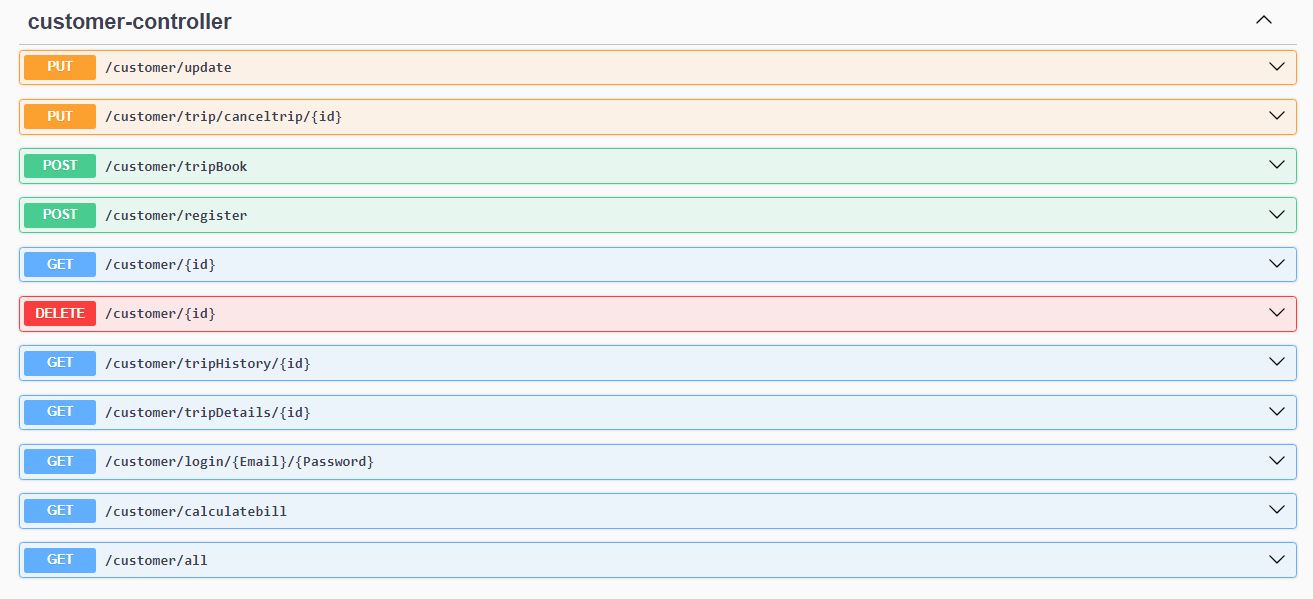 customer-controller
PUT /customer/update
PUT /customer/trip/canceltrip/{id}
POST /customer/tripBook
POST /customer/register
GET /customer/{id}
DELETE /customer/{id}
GET /customer/tripHistory/{id}
GET /customer/tripDetails/{id}
GET /customer/login/{Email}/{Password}
GET /customer/calculatebill
GET /customer/all